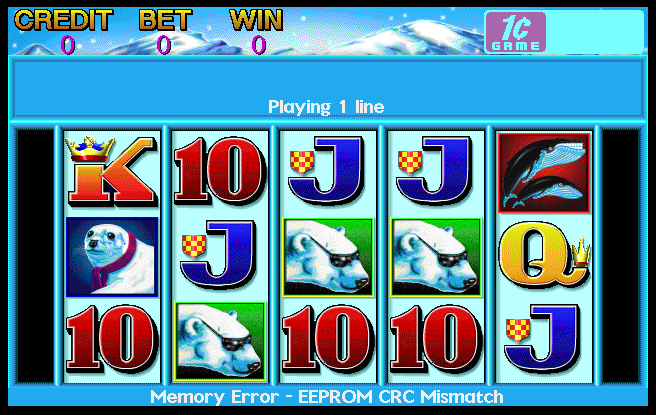 CREDIT BET WIN
0 0 0
1¢
GAME
Playing 1 line
K 10 J J
J Q
10 10 10 J
Memory Error - EEPROM CRC Mismatch